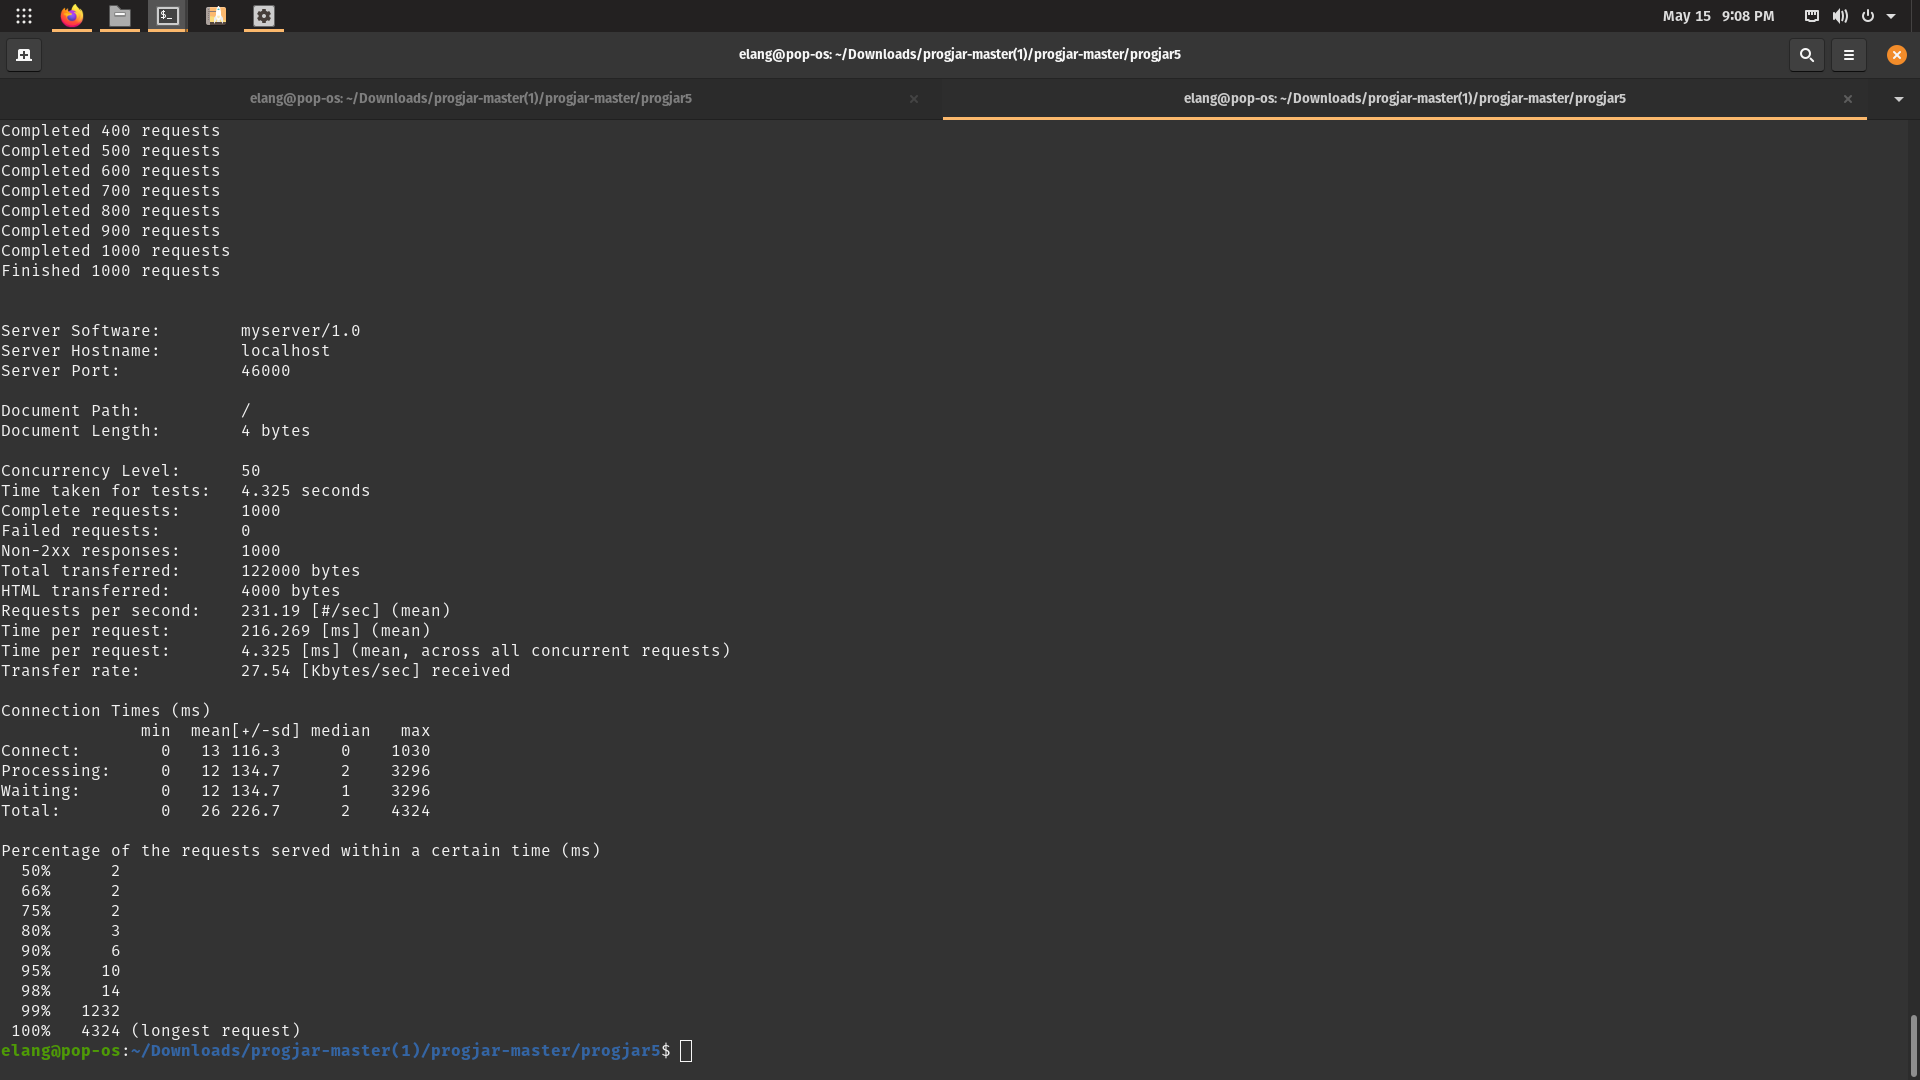 May 15 9:08 PM
elang@pop-os: ~/Downloads/progjar-master(1)/progjar-master/progjar5
elang@pop-os: ~/Downloads/progjar-master(1)/progjar-master/progjar5
elang@pop-os: ~/Downloads/progjar-master(1)/progjar-master/progjar5
Completed 400 requests
Completed 500 requests
Completed 600 requests
Completed 700 requests
Completed 800 requests
Completed 900 requests
Completed 1000 requests
Finished 1000 requests
Server Software:        myserver/1.0
Server Hostname:        localhost
Server Port:            46000
Document Path:          /
Document Length:        4 bytes
Concurrency Level:      50
Time taken for tests:   4.325 seconds
Complete requests:      1000
Failed requests:        0
Non-2xx responses:      1000
Total transferred:      122000 bytes
HTML transferred:       4000 bytes
Requests per second:    231.19 [#/sec] (mean)
Time per request:       216.269 [ms] (mean)
Time per request:       4.325 [ms] (mean, across all concurrent requests)
Transfer rate:          27.54 [Kbytes/sec] received
Connection Times (ms)
              min  mean[+/-sd] median   max
Connect:        0   13 116.3      0    1030
Processing:     0   12 134.7      2    3296
Waiting:        0   12 134.7      1    3296
Total:          0   26 226.7      2    4324
Percentage of the requests served within a certain time (ms)
  50%      2
  66%      2
  75%      2
  80%      3
  90%      6
  95%     10
  98%     14
  99%   1232
 100%   4324 (longest request)
elang@pop-os:~/Downloads/progjar-master(1)/progjar-master/progjar5$